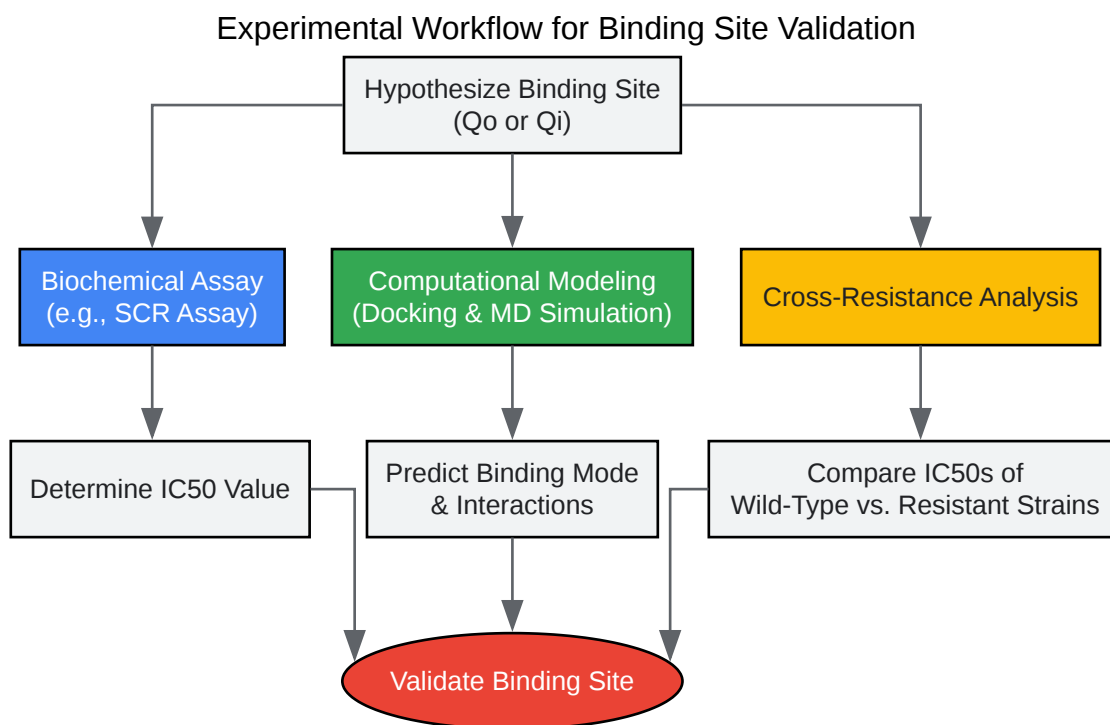 Experimental Workflow for Binding Site Validation
Hypothesize Binding Site
(Qo or Qi)
Biochemical Assay
(e.g., SCR Assay)
Computational Modeling
(Docking & MD Simulation)
Cross-Resistance Analysis
Determine IC50 Value
Predict Binding Mode
& Interactions
Compare IC50s of
Wild-Type vs. Resistant Strains
Validate Binding Site